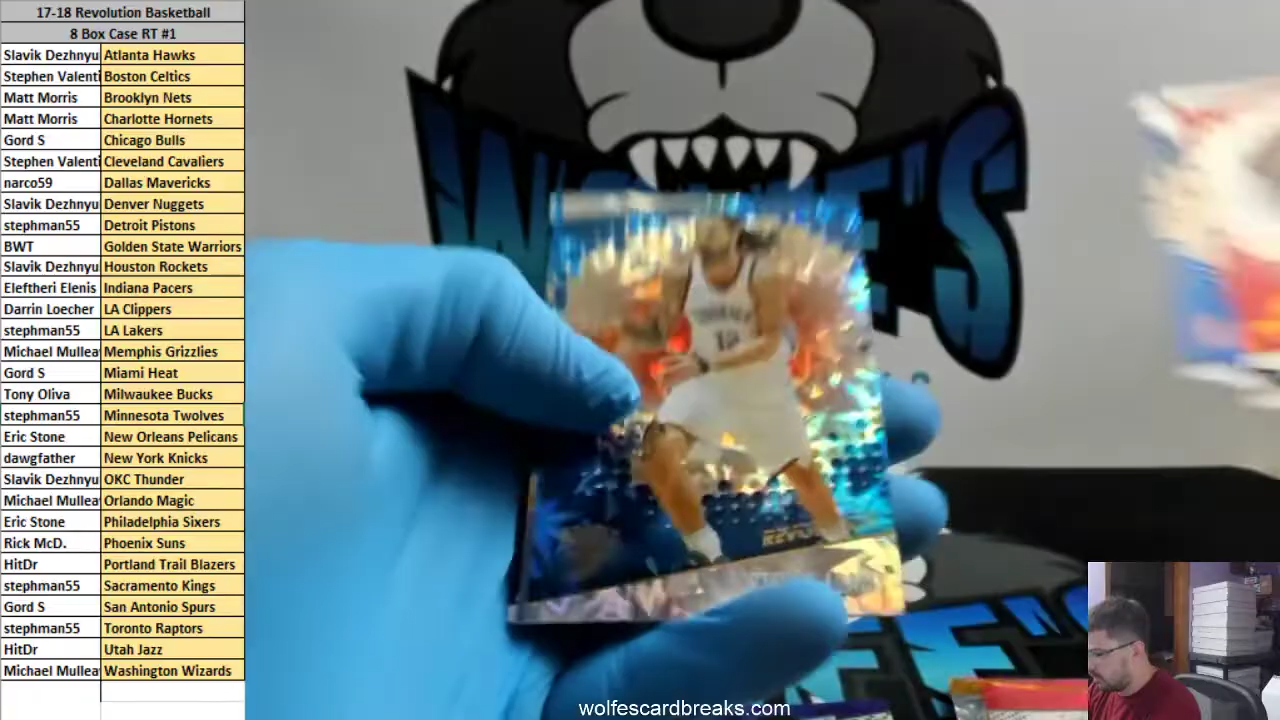 17-18 Revolution Basketball
8 Box Case RT #1
Slavik Dezhnyu Atlanta Hawks
Stephen Valenti Boston Celtics
Matt Morris Brooklyn Nets
Matt Morris Charlotte Hornets
Gord S Chicago Bulls
Stephen Valenti Cleveland Cavaliers
narco59 Dallas Mavericks
Slavik Dezhnyu Denver Nuggets
stephman55 Detroit Pistons
BWT Golden State Warriors
Slavik Dezhnyu Houston Rockets
Eleftheri Elenis Indiana Pacers
Darrin Loecher LA Clippers
stephman55 LA Lakers
Michael Mullea Memphis Grizzlies
Gord S Miami Heat
Tony Oliva Milwaukee Bucks
stephman55 Minnesota Twolves
Eric Stone New Orleans Pelicans
dawgfather New York Knicks
Slavik Dezhnyu OKC Thunder
Michael Mullea Orlando Magic
Eric Stone Philadelphia Sixers
Rick McD. Phoenix Suns
HitDr Portland Trail Blazers
stephman55 Sacramento Kings
Gord S San Antonio Spurs
stephman55 Toronto Raptors
HitDr Utah Jazz
Michael Mullea Washington Wizards
wolfescardbreaks.com